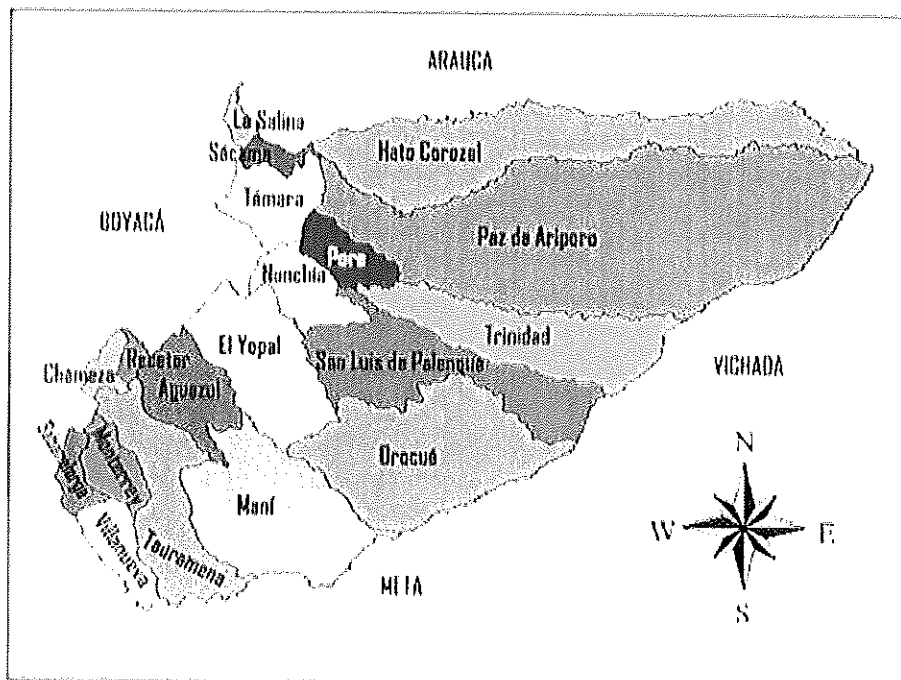 ARAUCA
La Salina
Sácama
Hato Corozal
Támara
BOYACÁ
Paz de Ariporo
Pore
Nunchía
Trinidad
El Yopal
San Luis de Palenque
VICHADA
Recetor
Chameza
Aguazul
Orocué
N
Monterrey
Maní
W
E
Villanueva
Tauramena
META
S